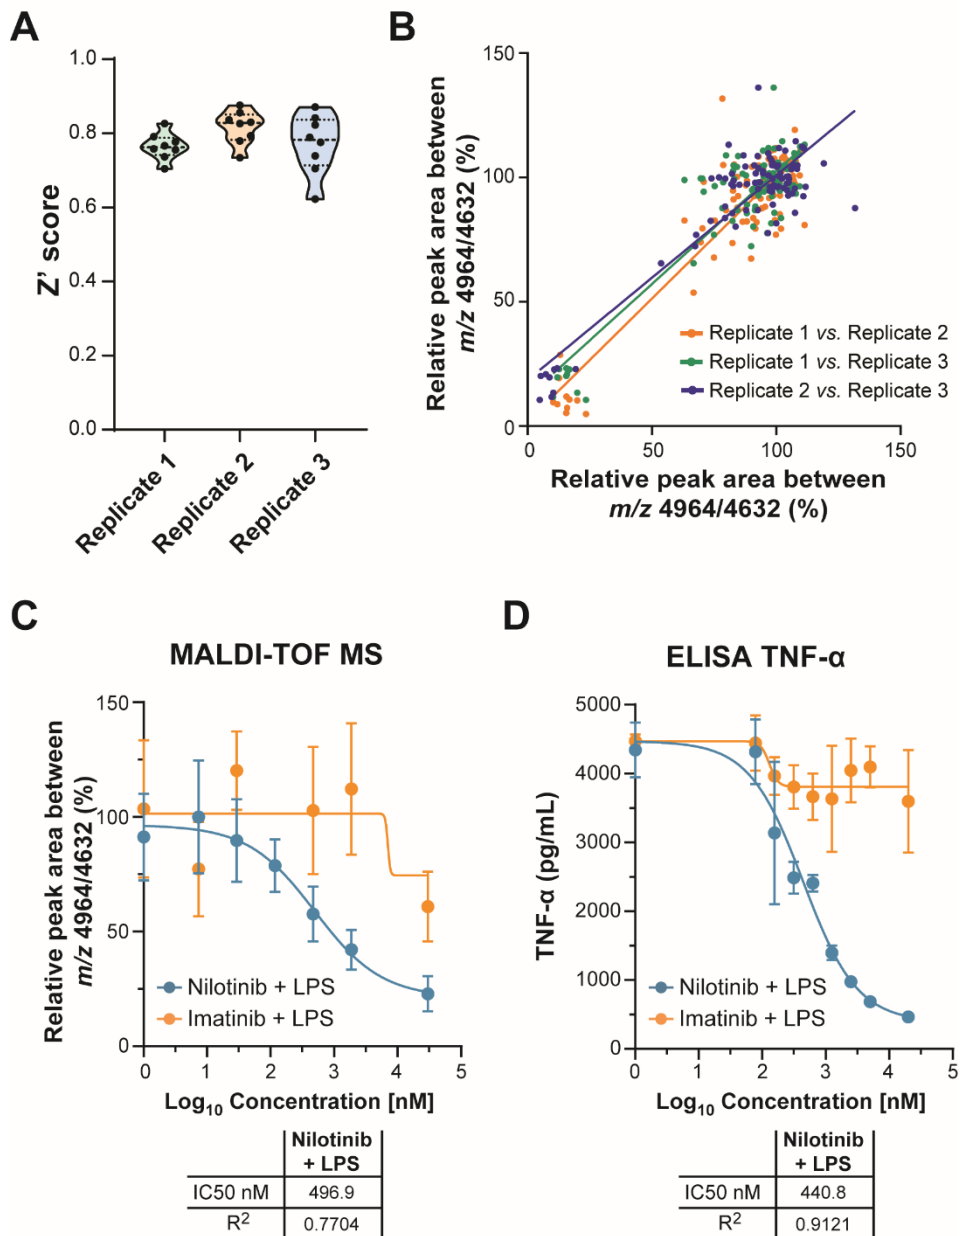 A
1.0
0.8
0.6
0.4
0.2
0.0
Z' score
Replicate 1
Replicate 2
Replicate 3
B
150
100
50
0
Relative peak area between
m/z 4964/4632 (%)
Replicate 1 vs. Replicate 2
Replicate 1 vs. Replicate 3
Replicate 2 vs. Replicate 3
0 50 100 150
Relative peak area between
m/z 4964/4632 (%)
C
MALDI-TOF MS
150
100
50
0
Relative peak area between
m/z 4964/4632 (%)
Nilotinib + LPS
Imatinib + LPS
0 1 2 3 4 5
Log₁₀ Concentration [nM]
Nilotinib
+ LPS
IC50 nM 496.9
R² 0.7704
D
ELISA TNF-α
5000
4000
3000
2000
1000
0
TNF-α (pg/mL)
Nilotinib + LPS
Imatinib + LPS
0 1 2 3 4 5
Log₁₀ Concentration [nM]
Nilotinib
+ LPS
IC50 nM 440.8
R² 0.9121